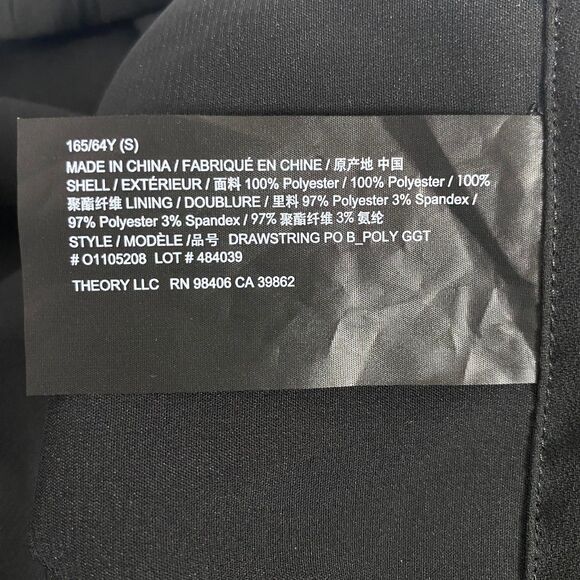 165/64Y (S)
MADE IN CHINA / FABRIQUÉ EN CHINE / 原产地 中国
SHELL / EXTÉRIEUR / 面料 100% Polyester / 100% Polyester / 100%
聚酯纤维 LINING / DOUBLURE / 里料 97% Polyester 3% Spandex /
97% Polyester 3% Spandex / 97% 聚酯纤维 3% 氨纶
STYLE / MODÈLE /品号 DRAWSTRING PO B_POLY GGT
# O1105208 LOT # 484039
THEORY LLC RN 98406 CA 39862